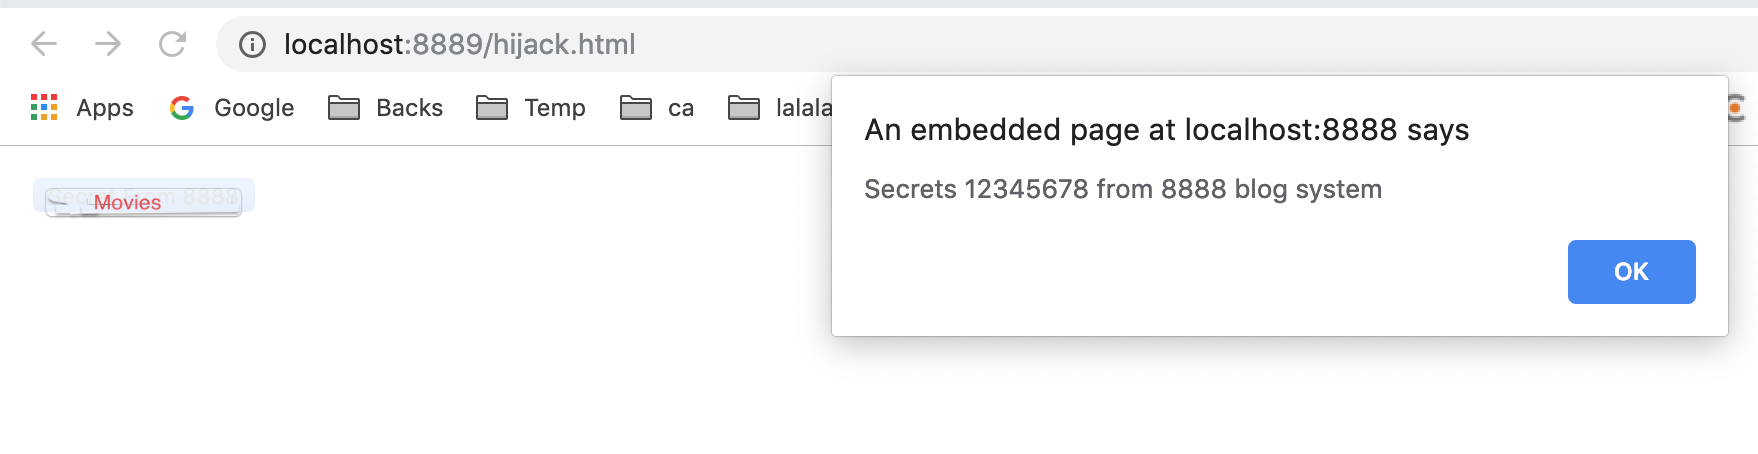 localhost:8889/hijack.html
Apps Google Backs Temp ca lalala
An embedded page at localhost:8888 says
Secrets 12345678 from 8888 blog system
OK
Secret From 8888
Movies